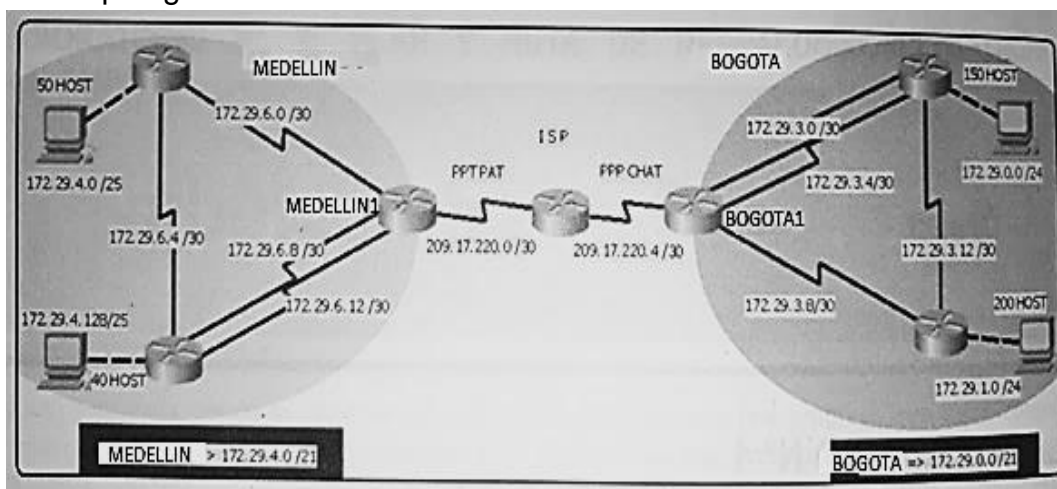 MEDELLIN
BOGOTA
50 HOST
150 HOST
172.29.6.0 /30
172.29.3.0 /30
ISP
172.29.4.0 /25
PPT PAT
PPP CHAT
172.29.3.4/30
172.29.0.0 /24
MEDELLIN1
BOGOTA1
172.29.6.4 /30
172.29.6.8 /30
209.17.220.0 /30
209.17.220.4 /30
172.29.3.12 /30
172.29.6.12 /30
172.29.3.8/30
172.29.4.128/25
200 HOST
40 HOST
172.29.1.0 /24
MEDELLIN > 172.29.4.0 /21
BOGOTA => 172.29.0.0 /21